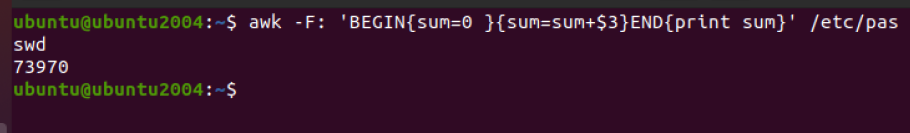 ubuntu@ubuntu2004:~$ awk -F: 'BEGIN{sum=0 }{sum=sum+$3}END{print sum}' /etc/pas
swd
73970
ubuntu@ubuntu2004:~$